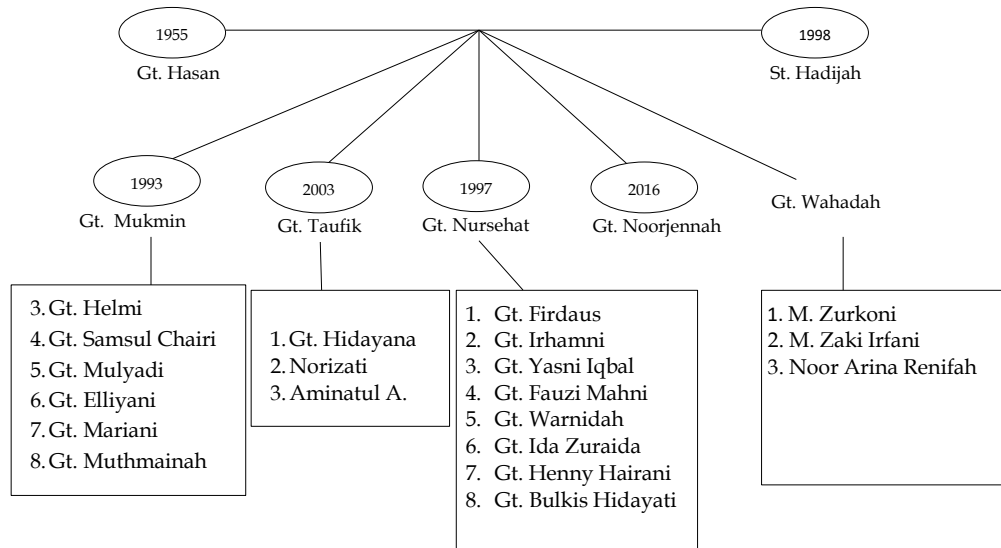 1955
1998
Gt. Hasan
St. Hadijah
1993
2003
1997
2016
Gt. Mukmin
Gt. Taufik
Gt. Nursehat
Gt. Noorjennah
Gt. Wahadah
3. Gt. Helmi
4. Gt. Samsul Chairi
5. Gt. Mulyadi
6. Gt. Elliyani
7. Gt. Mariani
8. Gt. Muthmainah
1. Gt. Hidayana
2. Norizati
3. Aminatul A.
1. Gt. Firdaus
2. Gt. Irhamni
3. Gt. Yasni Iqbal
4. Gt. Fauzi Mahni
5. Gt. Warnidah
6. Gt. Ida Zuraida
7. Gt. Henny Hairani
8. Gt. Bulkis Hidayati
1. M. Zurkoni
2. M. Zaki Irfani
3. Noor Arina Renifah